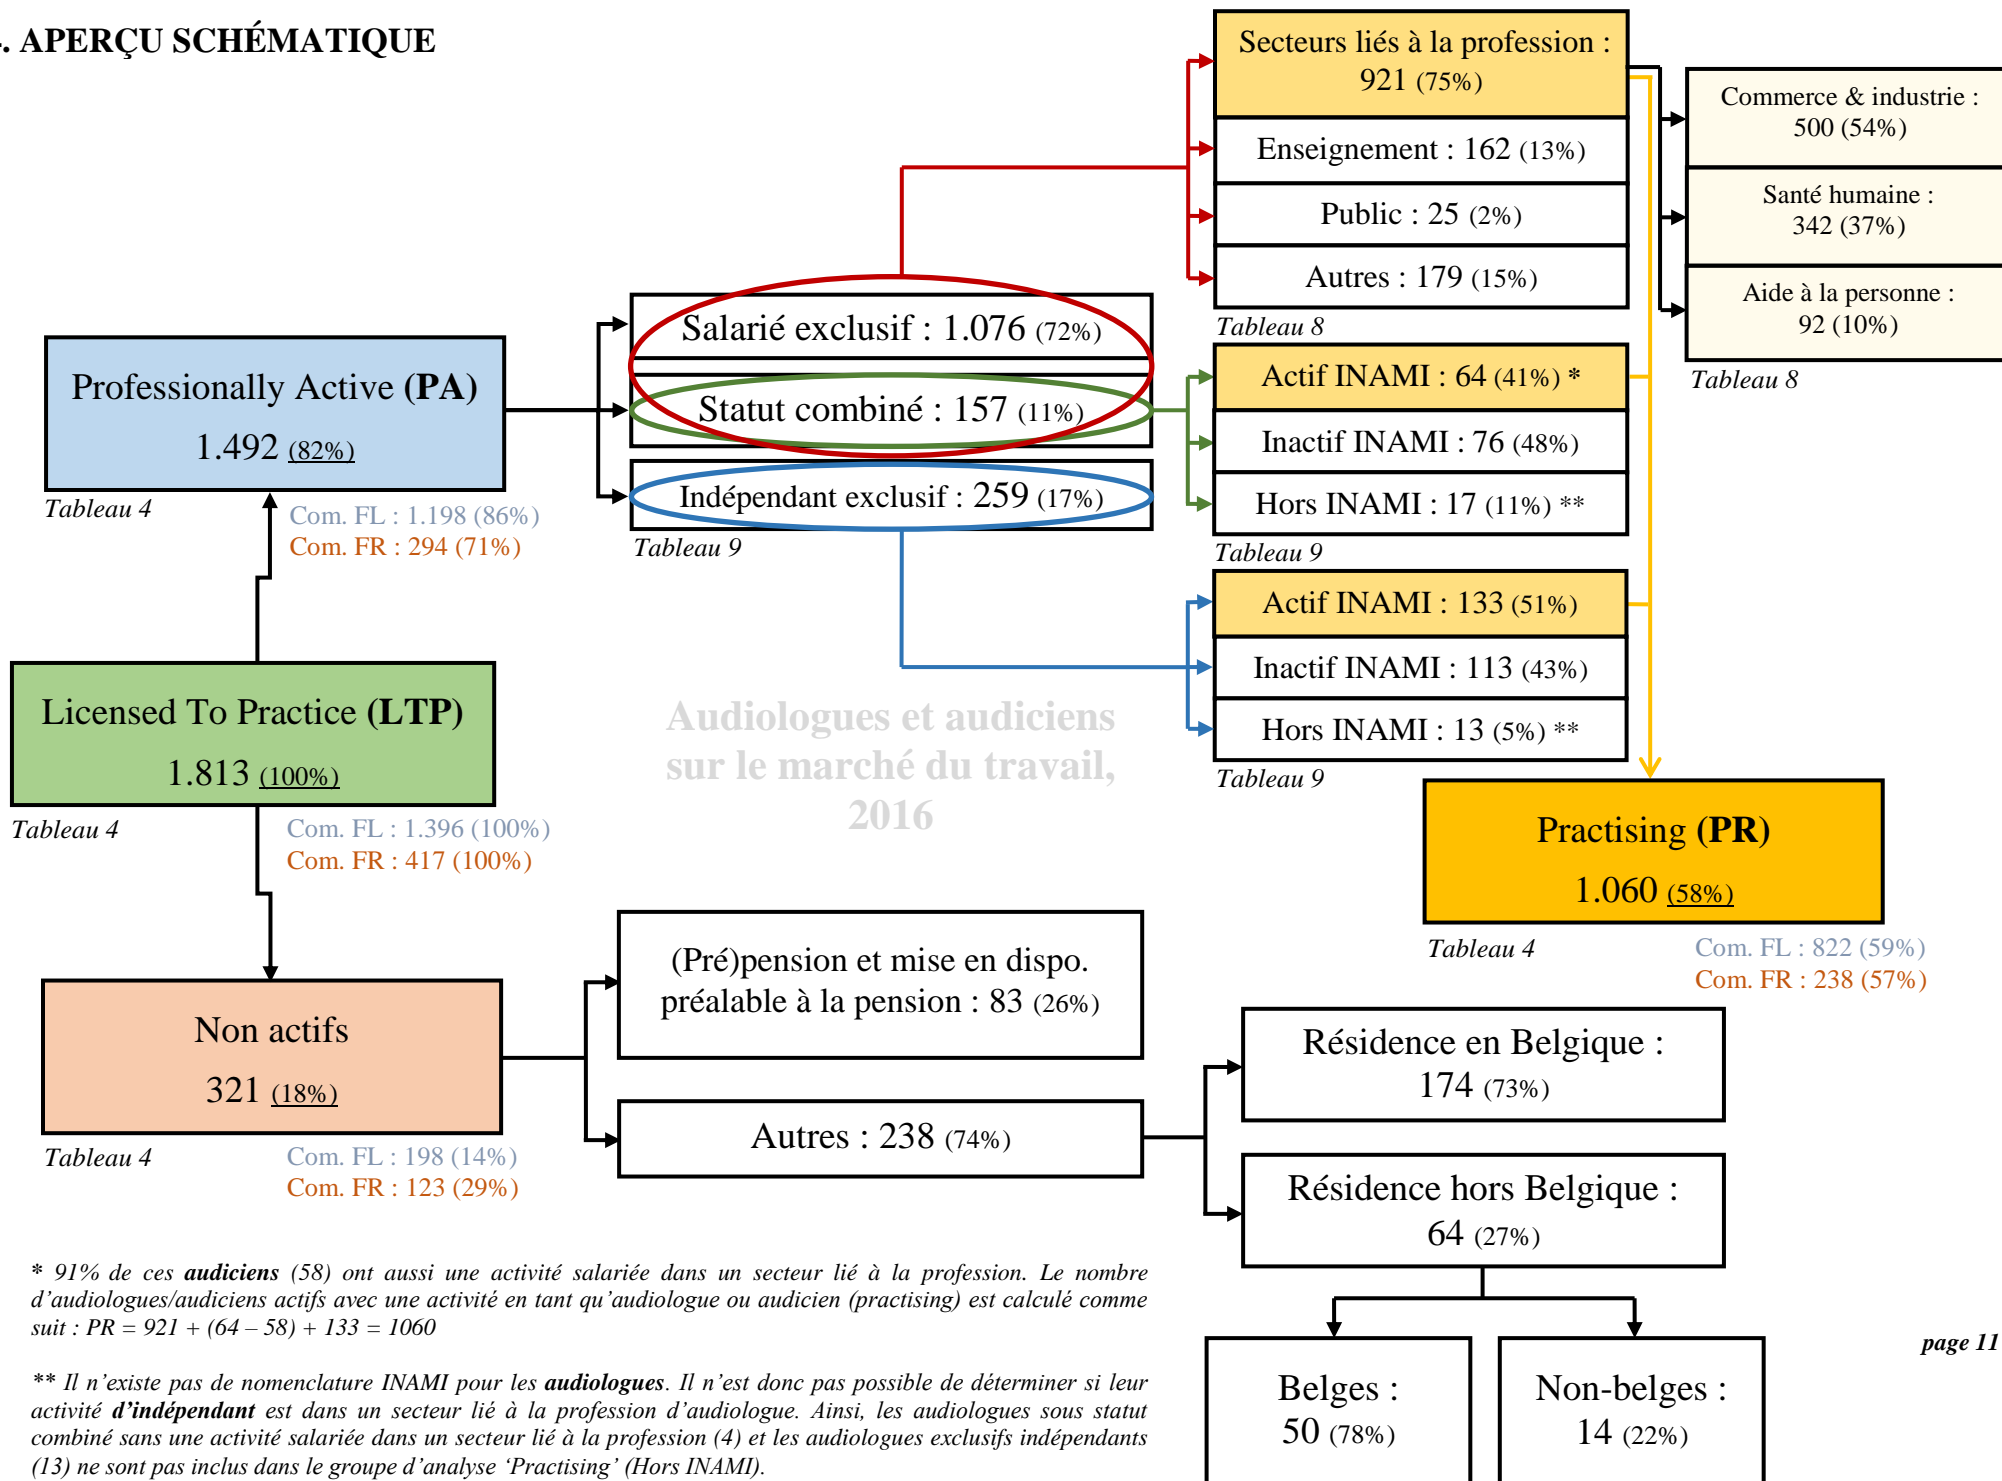 . APERÇU SCHÉMATIQUE
Secteurs liés à la profession :
921 (75%)
Enseignement : 162 (13%)
Public : 25 (2%)
Autres : 179 (15%)
Tableau 8
Commerce & industrie :
500 (54%)
Santé humaine :
342 (37%)
Aide à la personne :
92 (10%)
Tableau 8
Salarié exclusif : 1.076 (72%)
Statut combiné : 157 (11%)
Indépendant exclusif : 259 (17%)
Tableau 9
Professionally Active (PA)
1.492 (82%)
Tableau 4
Com. FL : 1.198 (86%)
Com. FR : 294 (71%)
Actif INAMI : 64 (41%) *
Inactif INAMI : 76 (48%)
Hors INAMI : 17 (11%) **
Tableau 9
Actif INAMI : 133 (51%)
Inactif INAMI : 113 (43%)
Hors INAMI : 13 (5%) **
Tableau 9
Licensed To Practice (LTP)
1.813 (100%)
Tableau 4
Com. FL : 1.396 (100%)
Com. FR : 417 (100%)
Audiologues et audiciens
sur le marché du travail,
2016
Practising (PR)
1.060 (58%)
Tableau 4
Com. FL : 822 (59%)
Com. FR : 238 (57%)
Non actifs
321 (18%)
Tableau 4
Com. FL : 198 (14%)
Com. FR : 123 (29%)
(Pré)pension et mise en dispo.
préalable à la pension : 83 (26%)
Autres : 238 (74%)
Résidence en Belgique :
174 (73%)
Résidence hors Belgique :
64 (27%)
Belges :
50 (78%)
Non-belges :
14 (22%)
* 91% de ces audiciens (58) ont aussi une activité salariée dans un secteur lié à la profession. Le nombre
d'audiologues/audiciens actifs avec une activité en tant qu'audiologue ou audicien (practising) est calculé comme
suit : PR = 921 + (64 – 58) + 133 = 1060
** Il n'existe pas de nomenclature INAMI pour les audiologues. Il n'est donc pas possible de déterminer si leur
activité d'indépendant est dans un secteur lié à la profession d'audiologue. Ainsi, les audiologues sous statut
combiné sans une activité salariée dans un secteur lié à la profession (4) et les audiologues exclusifs indépendants
(13) ne sont pas inclus dans le groupe d'analyse 'Practising' (Hors INAMI).
page 11